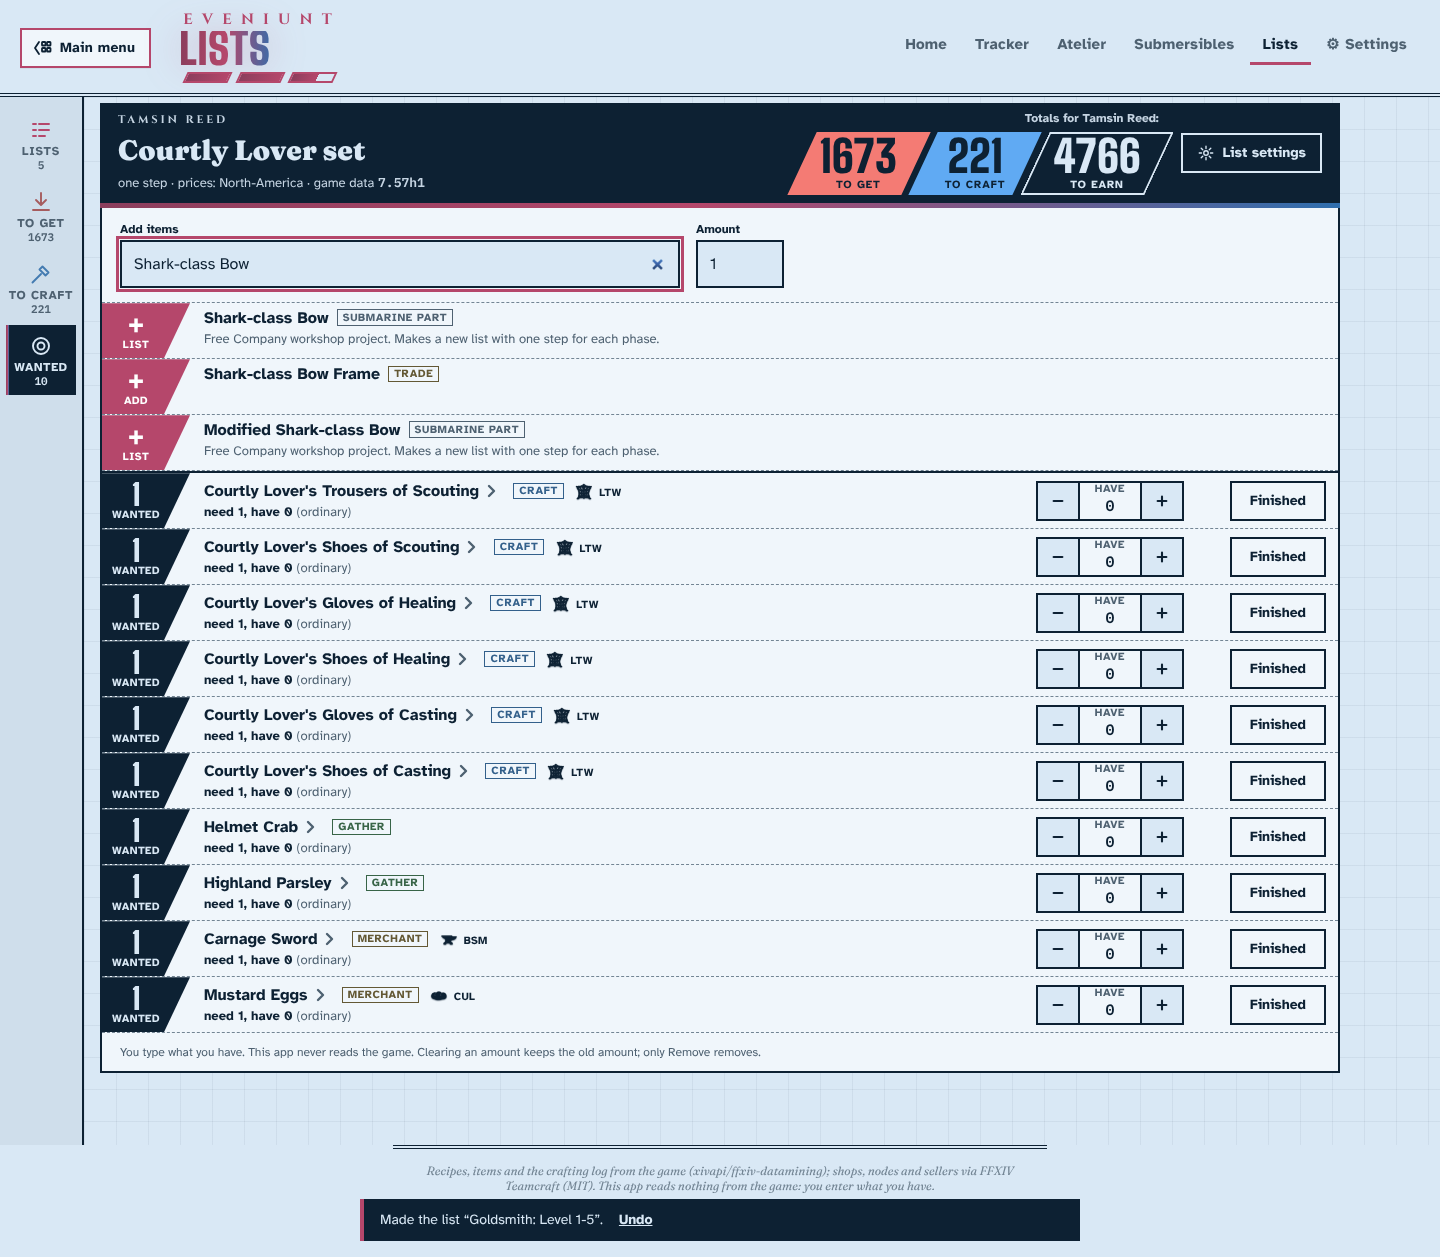 Main menu
EVENIUNT
LISTS
Home
Tracker
Atelier
Submersibles
Lists
Settings
LISTS
5
TO GET
1673
TO CRAFT
221
WANTED
10
TAMSIN REED
Courtly Lover set
one step · prices: North-America · game data 7.57h1
Totals for Tamsin Reed:
1673
TO GET
221
TO CRAFT
4766
TO EARN
List settings
Add items
Amount
Shark-class Bow
1
LIST
Shark-class Bow SUBMARINE PART
Free Company workshop project. Makes a new list with one step for each phase.
ADD
Shark-class Bow Frame TRADE
LIST
Modified Shark-class Bow SUBMARINE PART
Free Company workshop project. Makes a new list with one step for each phase.
1 WANTED
Courtly Lover's Trousers of Scouting CRAFT LTW
need 1, have 0 (ordinary)
− HAVE 0 + Finished
1 WANTED
Courtly Lover's Shoes of Scouting CRAFT LTW
need 1, have 0 (ordinary)
− HAVE 0 + Finished
1 WANTED
Courtly Lover's Gloves of Healing CRAFT LTW
need 1, have 0 (ordinary)
− HAVE 0 + Finished
1 WANTED
Courtly Lover's Shoes of Healing CRAFT LTW
need 1, have 0 (ordinary)
− HAVE 0 + Finished
1 WANTED
Courtly Lover's Gloves of Casting CRAFT LTW
need 1, have 0 (ordinary)
− HAVE 0 + Finished
1 WANTED
Courtly Lover's Shoes of Casting CRAFT LTW
need 1, have 0 (ordinary)
− HAVE 0 + Finished
1 WANTED
Helmet Crab GATHER
need 1, have 0 (ordinary)
− HAVE 0 + Finished
1 WANTED
Highland Parsley GATHER
need 1, have 0 (ordinary)
− HAVE 0 + Finished
1 WANTED
Carnage Sword MERCHANT BSM
need 1, have 0 (ordinary)
− HAVE 0 + Finished
1 WANTED
Mustard Eggs MERCHANT CUL
need 1, have 0 (ordinary)
− HAVE 0 + Finished
You type what you have. This app never reads the game. Clearing an amount keeps the old amount; only Remove removes.
Recipes, items and the crafting log from the game (xivapi/ffxiv-datamining); shops, nodes and sellers via FFXIV
Teamcraft (MIT). This app reads nothing from the game: you enter what you have.
Made the list “Goldsmith: Level 1-5”. Undo